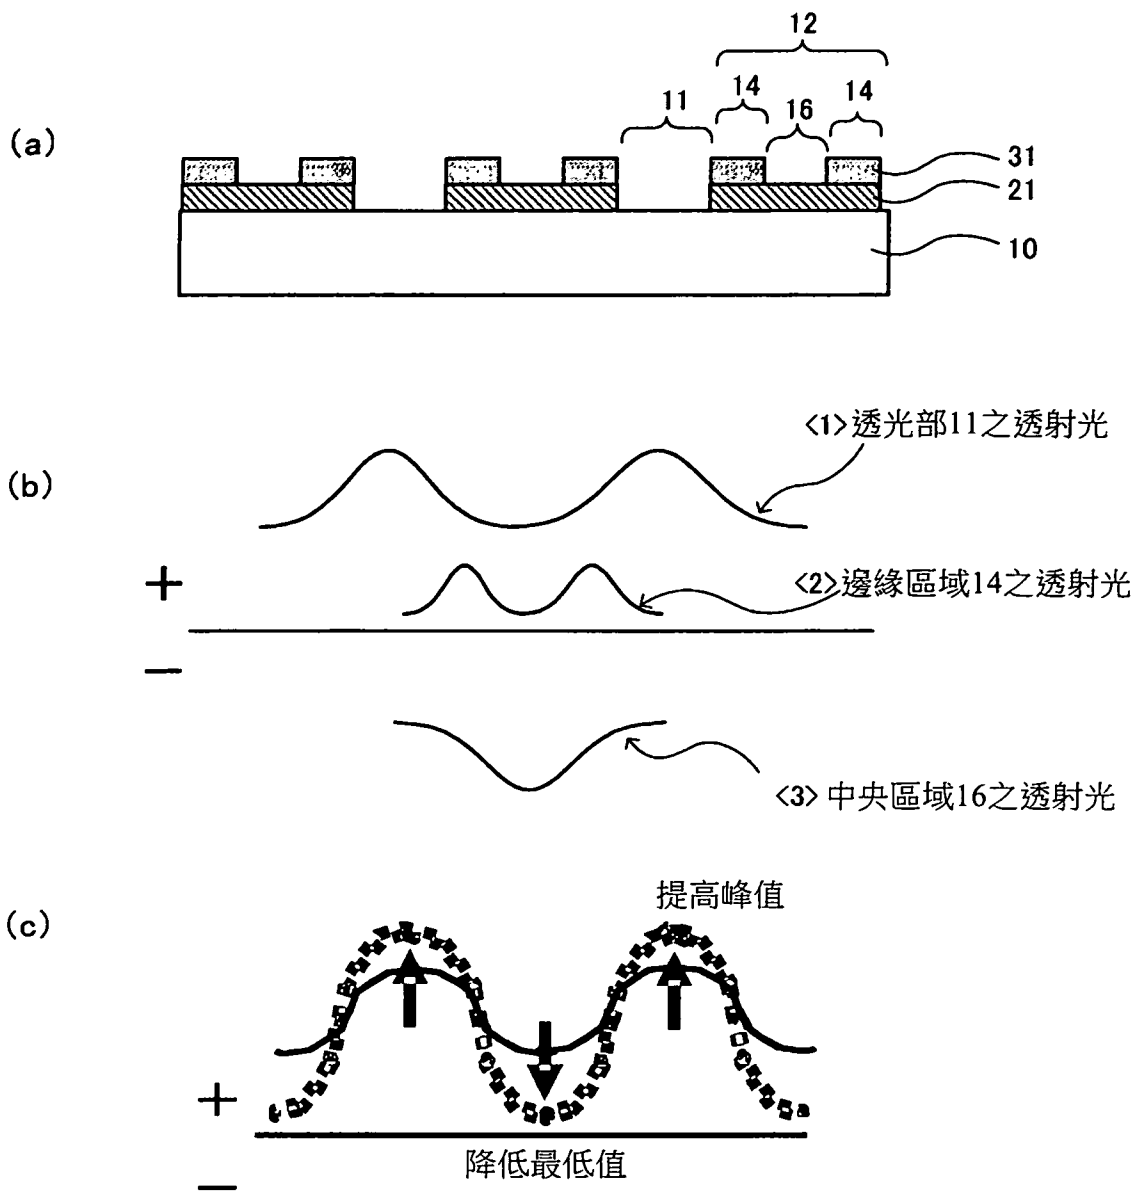 (a)
12
14
11
16
14
31
21
10
(b)
<1>透光部11之透射光
+
<2>邊緣區域14之透射光
—
<3>中央區域16之透射光
(c)
提高峰值
+
降低最低值
—